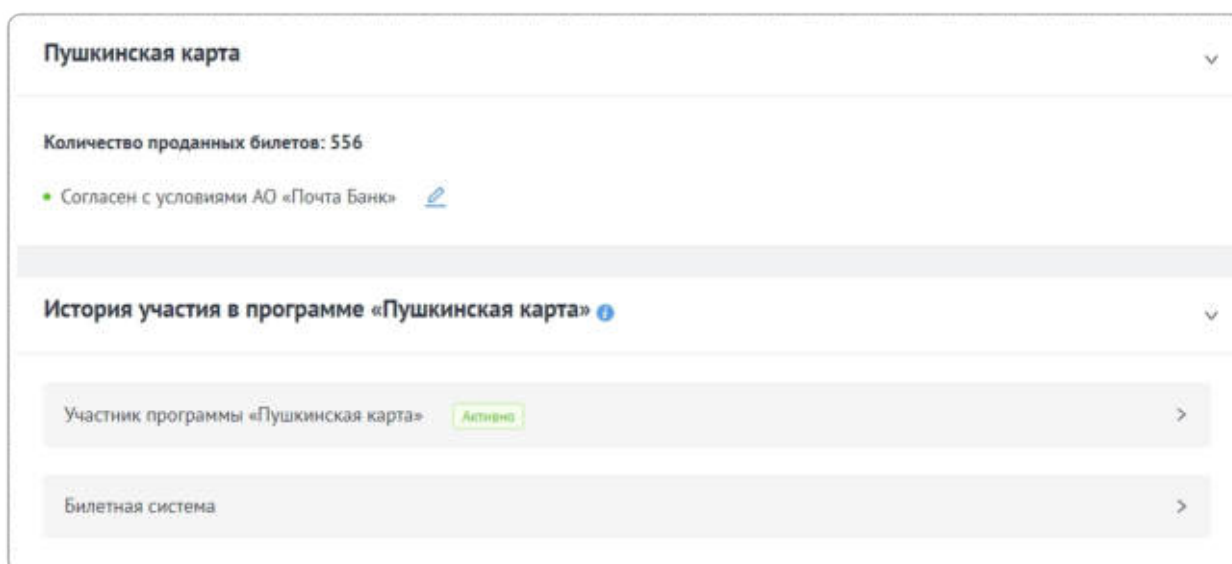 Пушкинская карта
Количество проданных билетов: 556
Согласен с условиями АО «Почта Банк»
История участия в программе «Пушкинская карта»
Участник программы «Пушкинская карта» Активно
Билетная система